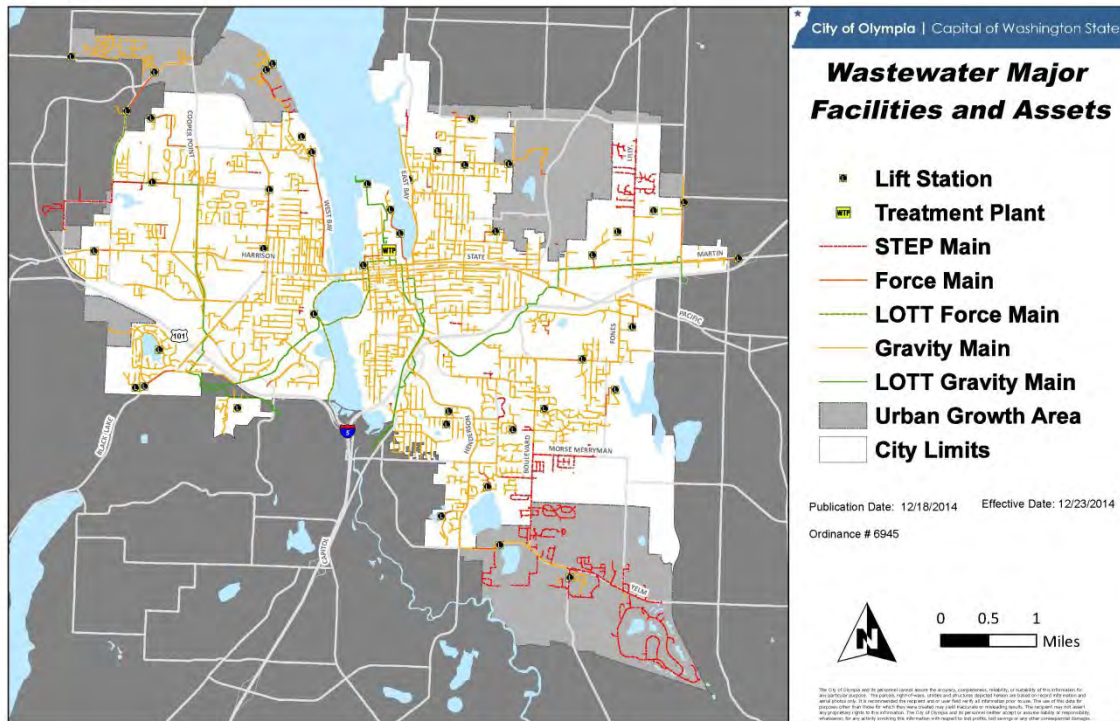 City of Olympia | Capital of Washington State
Wastewater Major
Facilities and Assets
L Lift Station
WTP Treatment Plant
STEP Main
Force Main
LOTT Force Main
Gravity Main
LOTT Gravity Main
Urban Growth Area
City Limits
Publication Date: 12/18/2014
Effective Date: 12/23/2014
Ordinance # 6945
N
0 0.5 1
Miles
COOPER POINT
WEST BAY
EAST BAY
LILLY
HARRISON
STATE
MARTIN
WTP
PACIFIC
FONES
101
BLACK LAKE
5
HENDERSON
BOULEVARD
MORSE MERRYMAN
CAPITOL
YELM